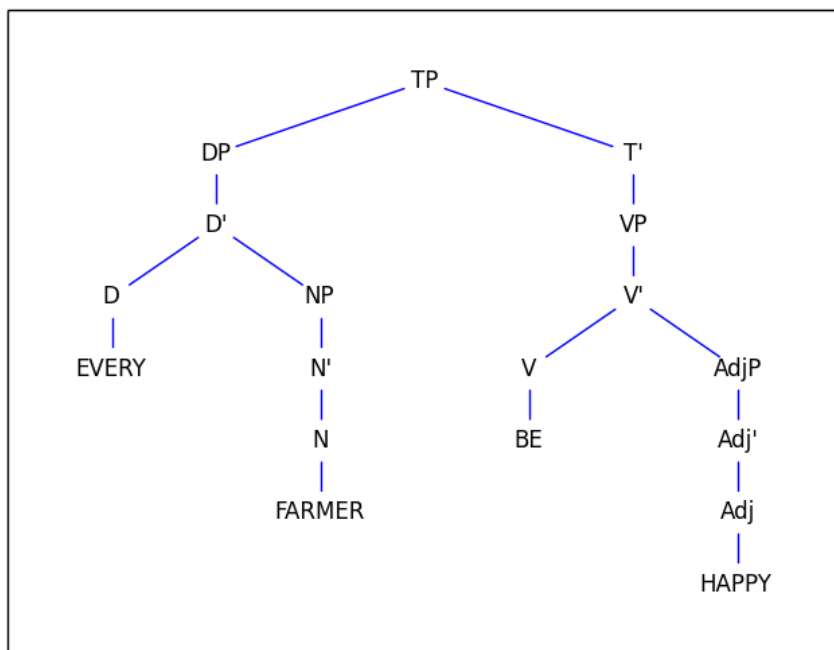 TP
DP T'
D' VP
D NP V'
EVERY N' V AdjP
N BE Adj'
FARMER Adj
HAPPY